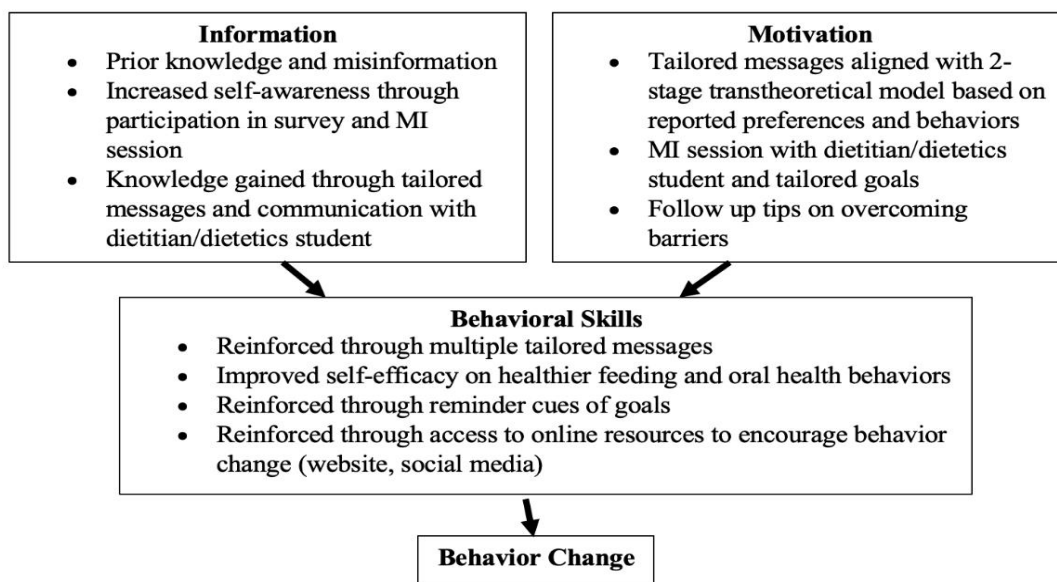 Information
• Prior knowledge and misinformation
• Increased self-awareness through
participation in survey and MI
session
• Knowledge gained through tailored
messages and communication with
dietitian/dietetics student
Motivation
• Tailored messages aligned with 2-
stage transtheoretical model based on
reported preferences and behaviors
• MI session with dietitian/dietetics
student and tailored goals
• Follow up tips on overcoming
barriers
Behavioral Skills
• Reinforced through multiple tailored messages
• Improved self-efficacy on healthier feeding and oral health behaviors
• Reinforced through reminder cues of goals
• Reinforced through access to online resources to encourage behavior
change (website, social media)
Behavior Change